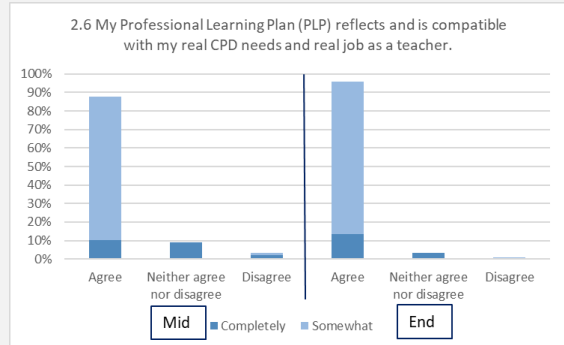 2.6 My Professional Learning Plan (PLP) reflects and is compatible
with my real CPD needs and real job as a teacher.
100%
90%
80%
70%
60%
50%
40%
30%
20%
10%
0%
Agree
Neither agree
nor disagree
Disagree
Agree
Neither agree
nor disagree
Disagree
Mid
Completely
Somewhat
End